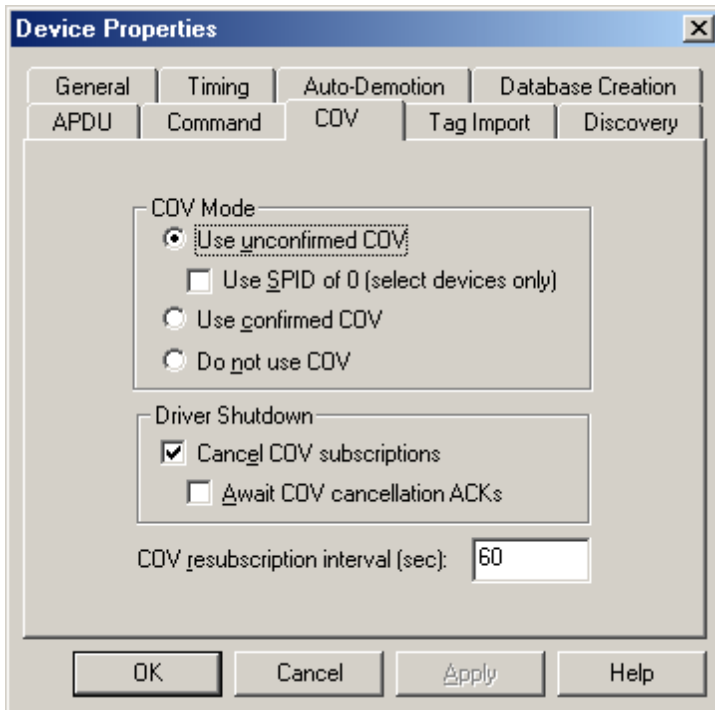 Device Properties
General Timing Auto-Demotion Database Creation
APDU Command COV Tag Import Discovery
COV Mode
Use unconfirmed COV
Use SPID of 0 (select devices only)
Use confirmed COV
Do not use COV
Driver Shutdown
Cancel COV subscriptions
Await COV cancellation ACKs
COV resubscription interval (sec): 60
OK Cancel Apply Help